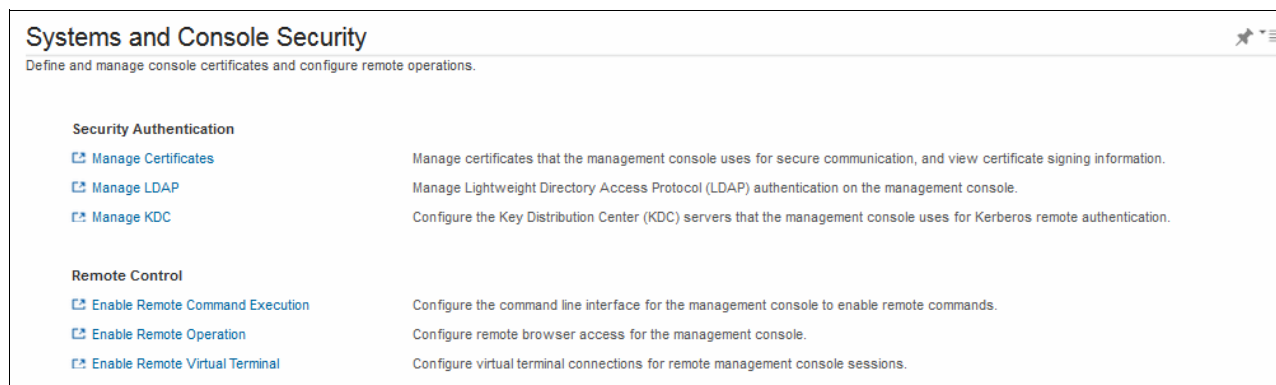 Systems and Console Security
Define and manage console certificates and configure remote operations.
Security Authentication
Manage Certificates Manage certificates that the management console uses for secure communication, and view certificate signing information.
Manage LDAP Manage Lightweight Directory Access Protocol (LDAP) authentication on the management console.
Manage KDC Configure the Key Distribution Center (KDC) servers that the management console uses for Kerberos remote authentication.
Remote Control
Enable Remote Command Execution Configure the command line interface for the management console to enable remote commands.
Enable Remote Operation Configure remote browser access for the management console.
Enable Remote Virtual Terminal Configure virtual terminal connections for remote management console sessions.